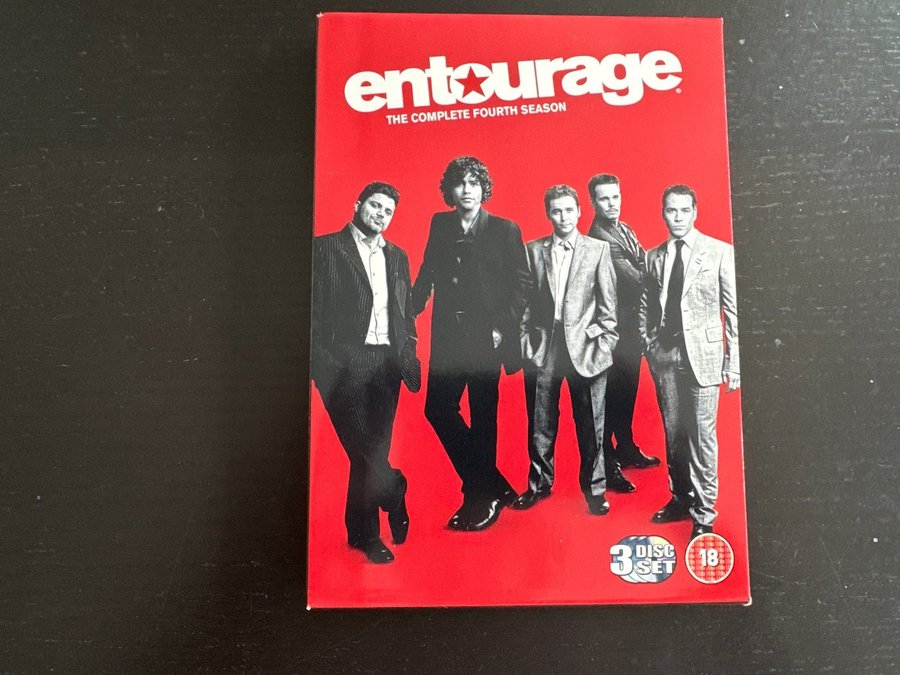 entourage
THE COMPLETE FOURTH SEASON
3 DISC
SET
18